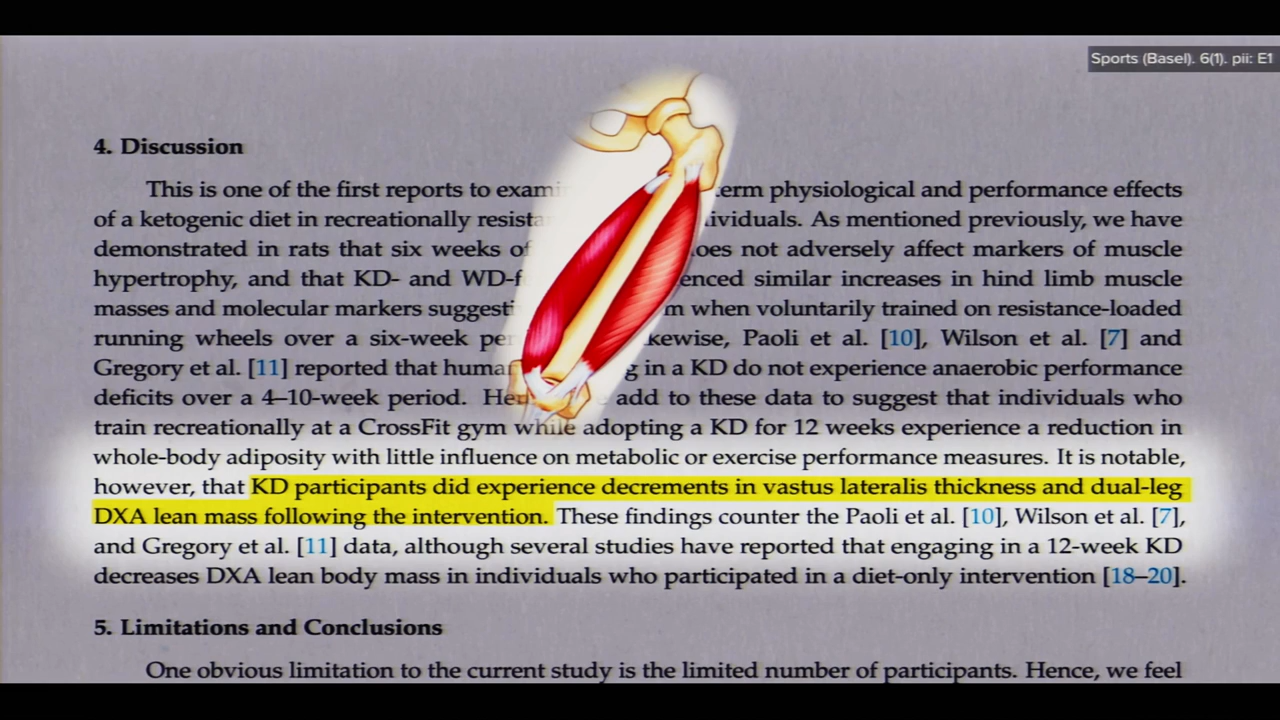 Sports (Basel). 6(1). pii: E1
4. Discussion
This is one of the first reports to erm physiological and performance effects
of a ketogenic diet in recreationally ividuals. As mentioned previously, we have
demonstrated in rats that six weeks of oes not adversely affect markers of muscle
hypertrophy, and that KD- and enced similar increases in hind limb muscle
masses and molecular markers when voluntarily trained on resistance-loaded
running wheels over a six-week kewise, Paoli et al. [10], Wilson et al. [7] and
Gregory et al. [11] reported that in a KD do not experience anaerobic performance
deficits over a 4–10-week period. add to these data to suggest that individuals who
train recreationally at a CrossFit gym while adopting a KD for 12 weeks experience a reduction in
whole-body adiposity with little influence on metabolic or exercise performance measures. It is notable,
however, that KD participants did experience decrements in vastus lateralis thickness and dual-leg
DXA lean mass following the intervention. These findings counter the Paoli et al. [10], Wilson et al. [7],
and Gregory et al. [11] data, although several studies have reported that engaging in a 12-week KD
decreases DXA lean body mass in individuals who participated in a diet-only intervention [18–20].
5. Limitations and Conclusions
One obvious limitation to the current study is the limited number of participants. Hence, we feel